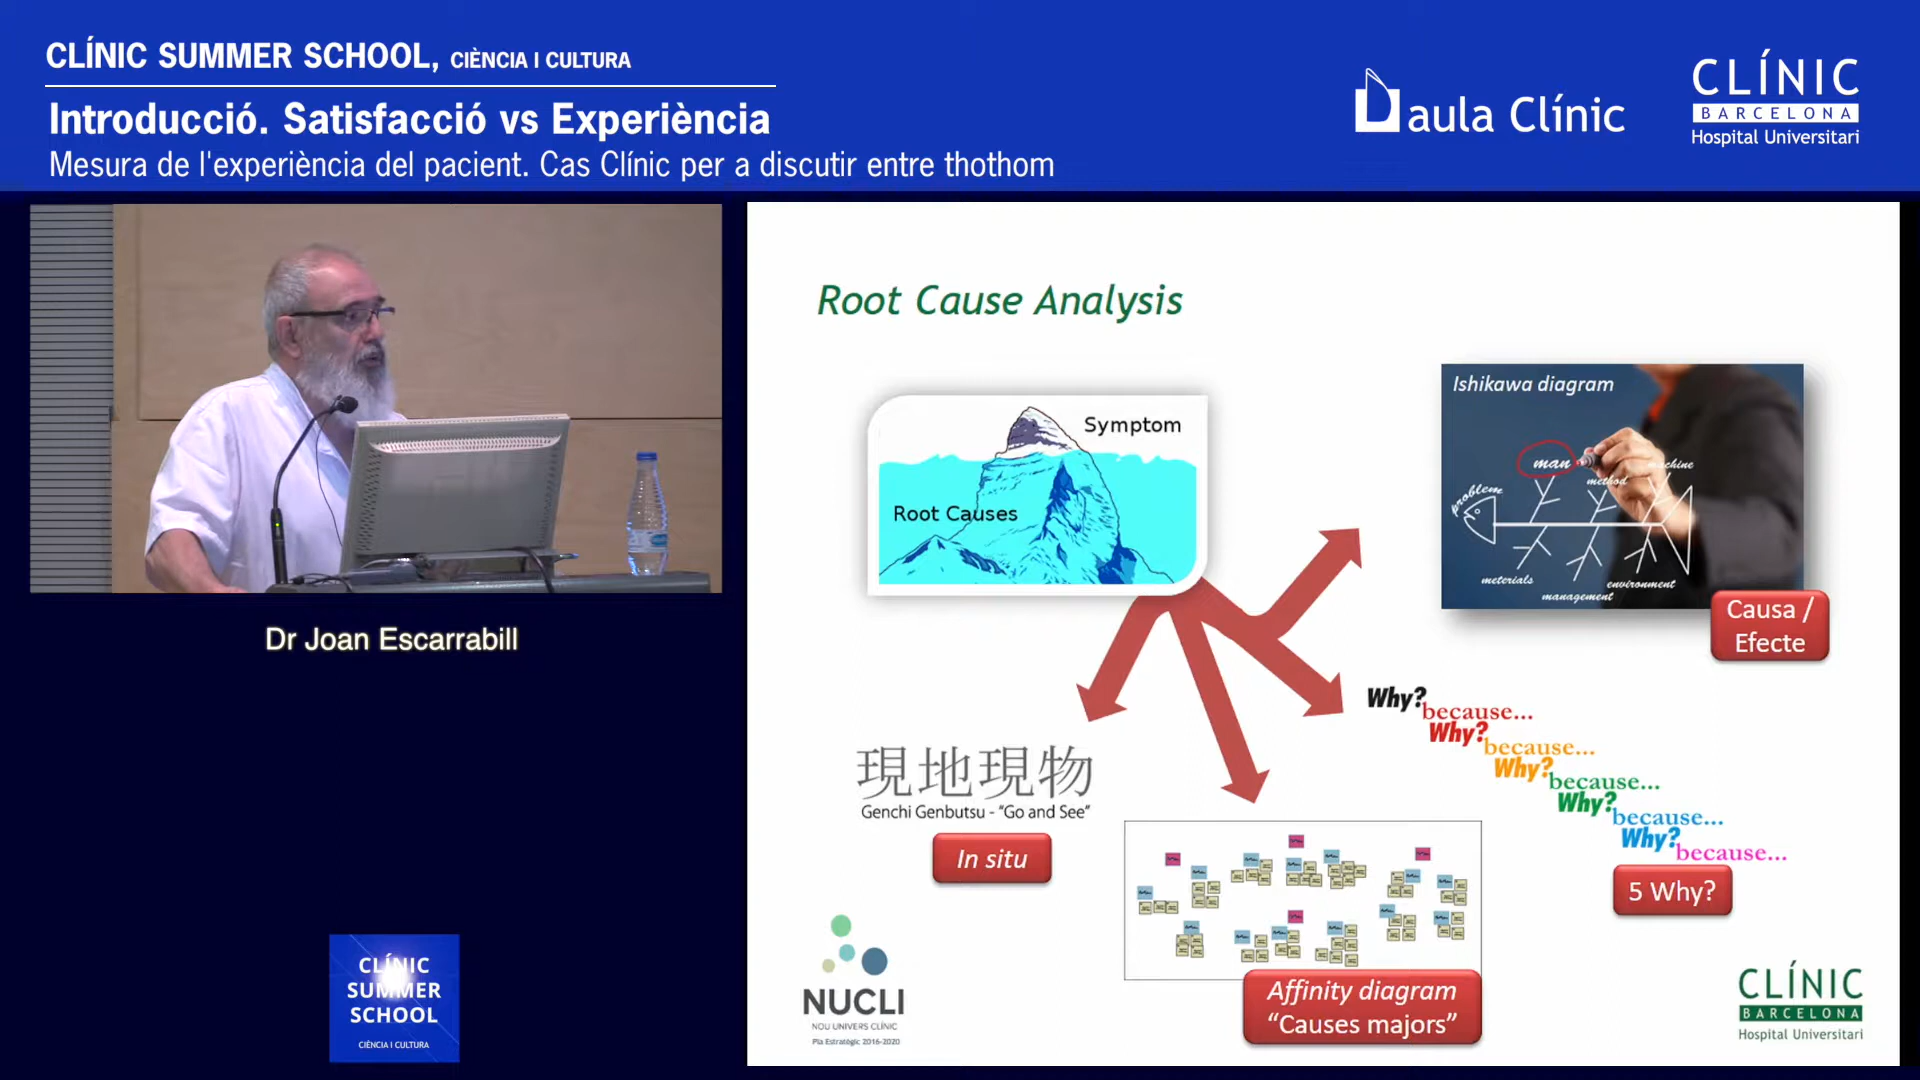 CLÍNIC SUMMER SCHOOL, CIÈNCIA I CULTURA
Introducció. Satisfacció vs Experiència
Mesura de l'experiència del pacient. Cas Clínic per a discutir entre thothom
aula Clínic
CLÍNIC
BARCELONA
Hospital Universitari
Dr Joan Escarrabill
CLÍNIC
SUMMER
SCHOOL
CIÈNCIA I CULTURA
Root Cause Analysis
Symptom
Root Causes
Ishikawa diagram
man
method
machine
problem
meterials
management
environment
Causa /
Efecte
現地現物
Genchi Genbutsu - "Go and See"
In situ
Why?
because...
Why?
because...
Why?
because...
Why?
because...
Why?
because...
5 Why?
Affinity diagram
“Causes majors”
NUCLI
NOU UNIVERS CLÍNIC
Pla Estratègic 2016-2020
CLÍNIC
BARCELONA
Hospital Universitari